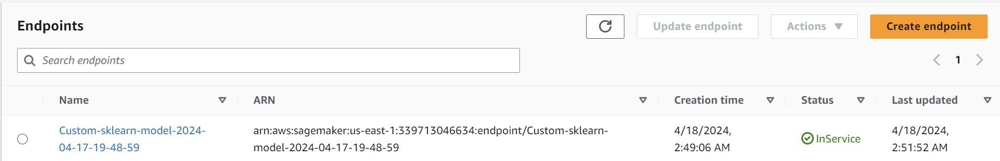 Endpoints
Update endpoint
Actions
Create endpoint
Search endpoints
1
Name
ARN
Creation time
Status
Last updated
Custom-sklearn-model-2024-
04-17-19-48-59
arn:aws:sagemaker:us-east-1:339713046634:endpoint/Custom-sklearn-
model-2024-04-17-19-48-59
4/18/2024,
2:49:06 AM
InService
4/18/2024,
2:51:52 AM